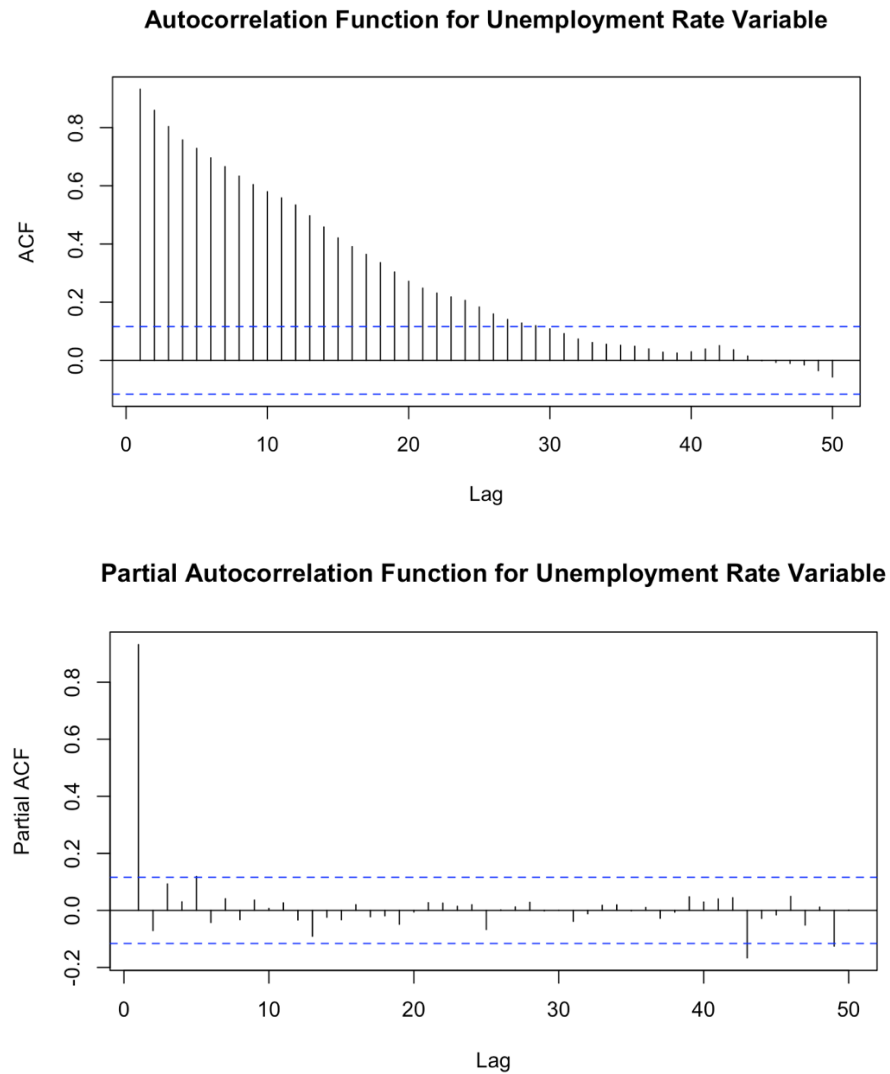 Autocorrelation Function for Unemployment Rate Variable
ACF
0.8
0.6
0.4
0.2
0.0
0 10 20 30 40 50
Lag
Partial Autocorrelation Function for Unemployment Rate Variable
Partial ACF
0.8
0.6
0.4
0.2
0.0
-0.2
0 10 20 30 40 50
Lag